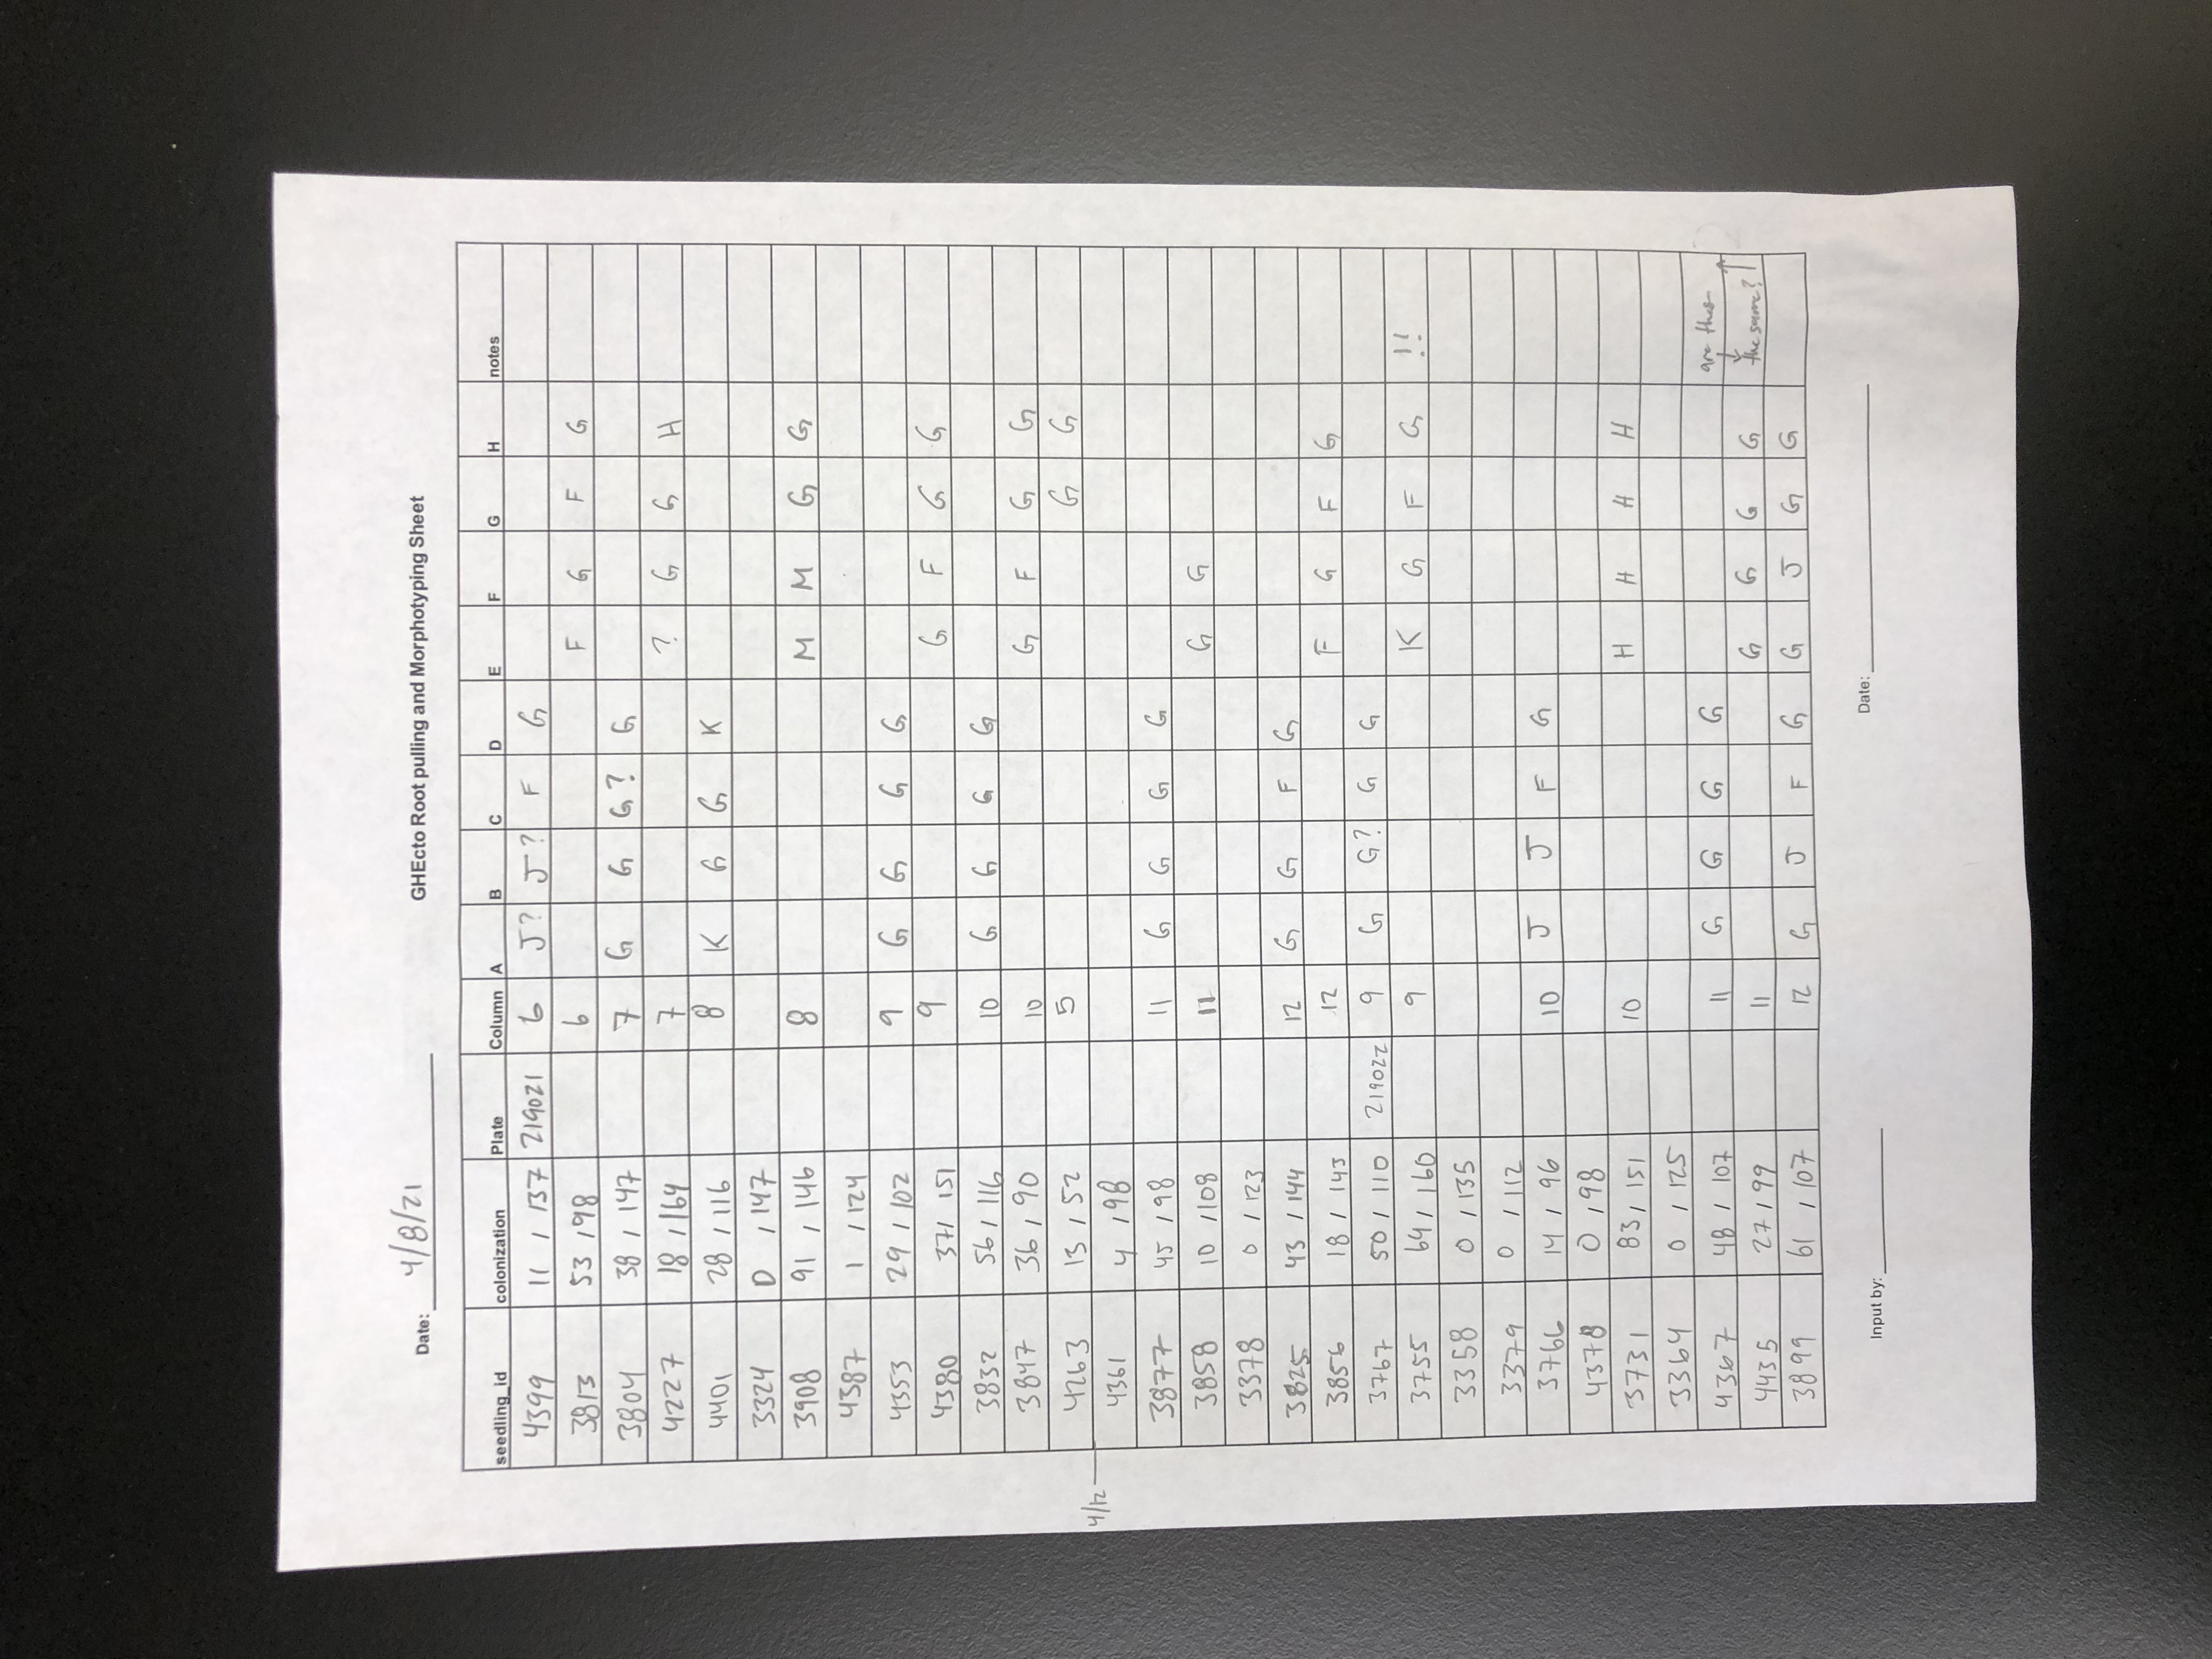 Date: 4/8/21 GHEcto Root pulling and Morphotyping Sheet
seedling_id colonization Plate Column A B C D E F G H notes
4399 11 / 137 219021 6 J? J? F G
3813 53 / 98 6 F G F G
3804 38 / 147 7 G G G? G
4227 18 / 164 7 ? G G H
4401 28 / 116 8 K G G K
3324 0 / 147
3908 91 / 146 8 M M G G
4387 1 / 124
4353 29 / 102 9 G G G G
4380 37 / 151 9 G F G G
3832 56 / 116 10 G G G G
3847 36 / 90 10 G F G G
4263 13 / 52 5 G G
4/12
4361 4 / 98
3877 45 / 98 11 G G G G
3858 10 / 108 11 G G
3378 0 / 123
3825 43 / 144 12 G G F G
3856 18 / 143 12 F G F G
3767 50 / 110 219022 9 G G? G G
3755 64 / 160 9 K G F G !!
3358 0 / 135
3379 0 / 112
3766 14 / 96 10 J J F G
4378 0 / 98
3731 83 / 151 10 H H H H
3364 0 / 125
4367 48 / 107 11 G G G G are these
4435 27 / 99 11 G G G G the same?
3899 61 / 107 12 G J F G G J G G
Input by: Date: